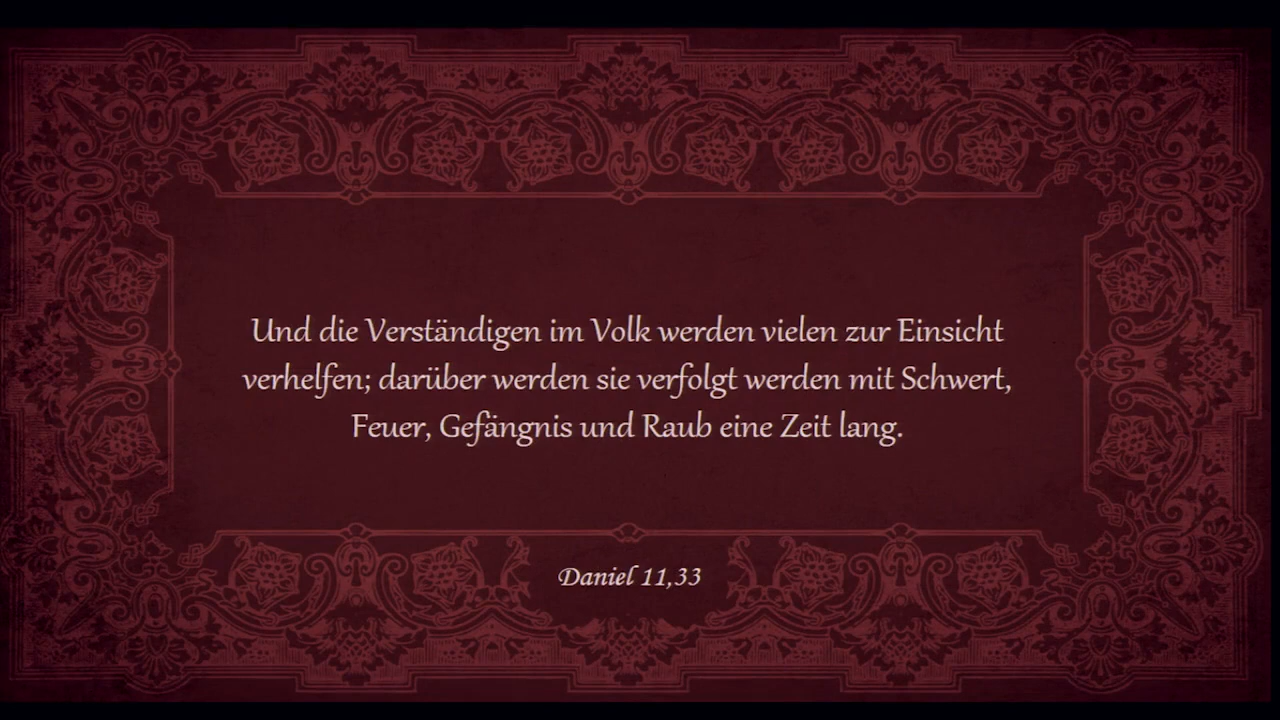 Und die Verständigen im Volk werden vielen zur Einsicht
verhelfen; darüber werden sie verfolgt werden mit Schwert,
Feuer, Gefängnis und Raub eine Zeit lang.
Daniel 11,33